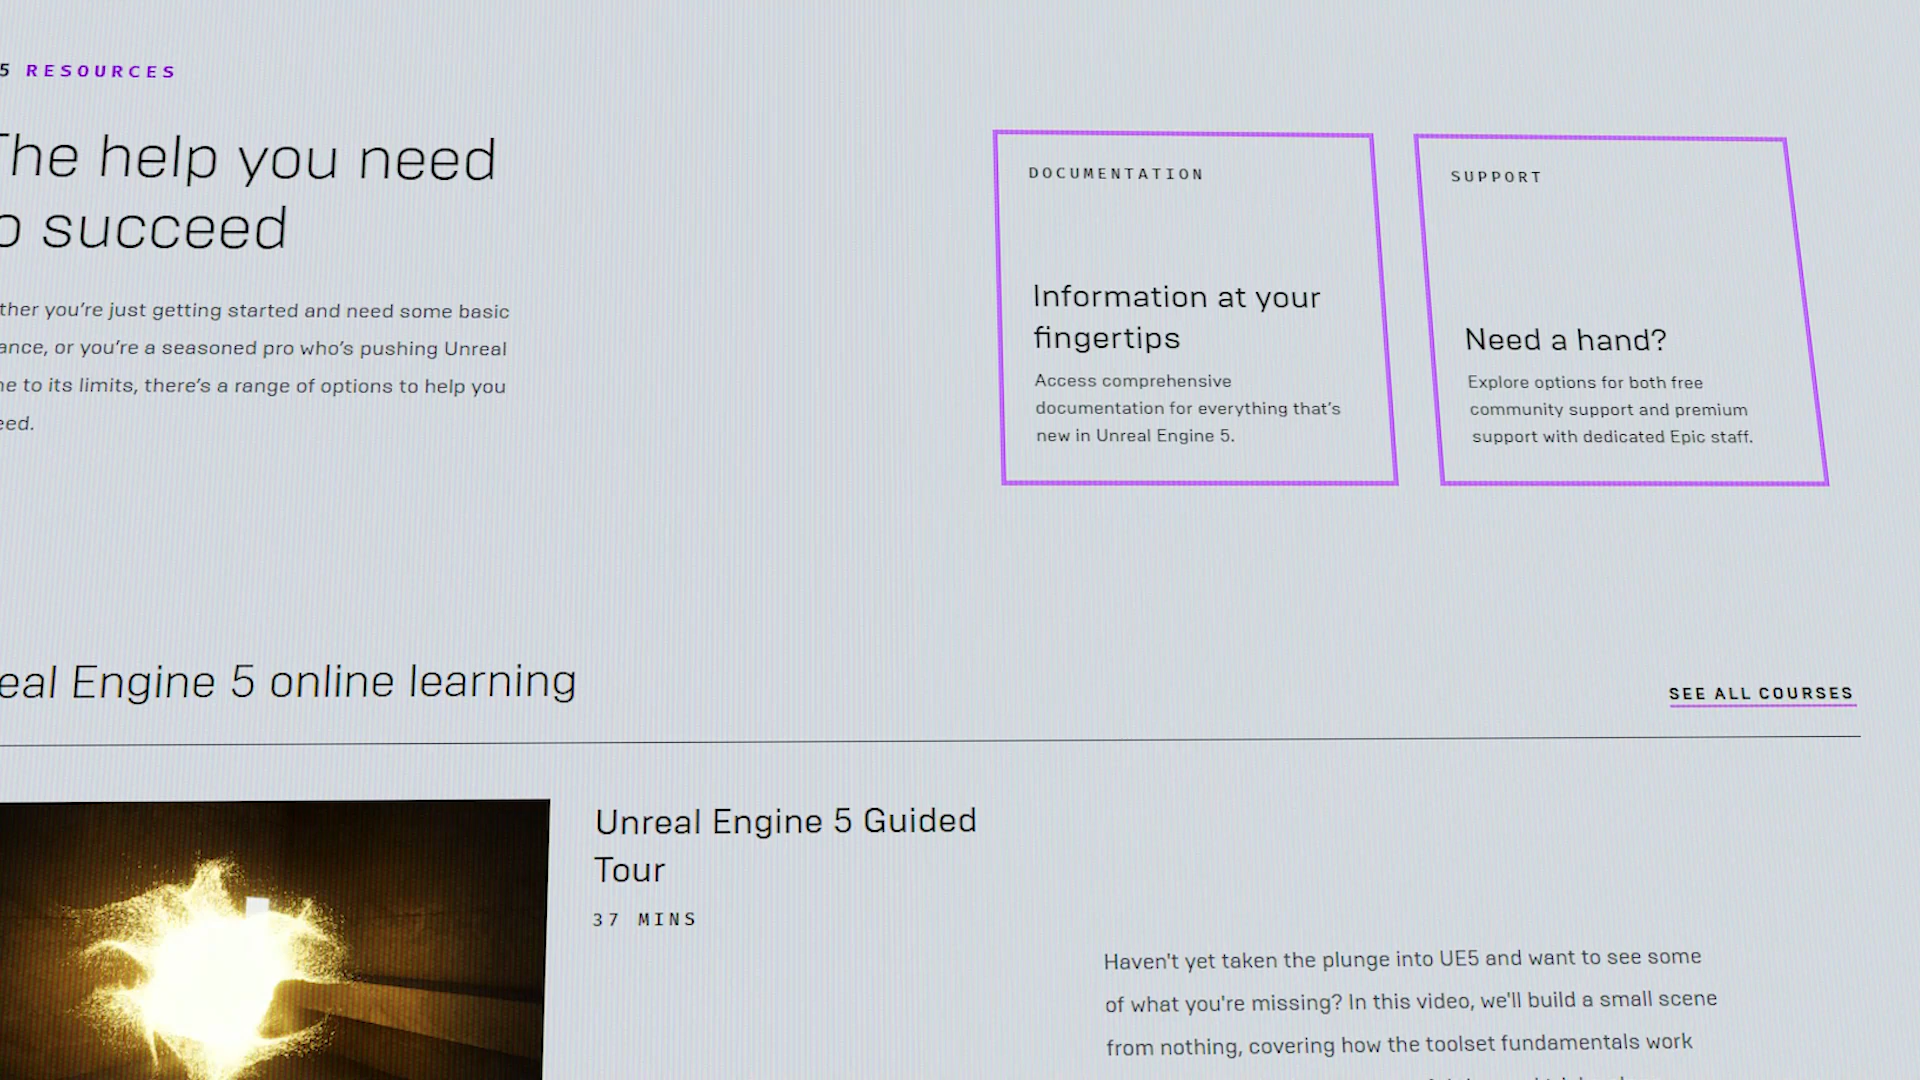 5 RESOURCES
The help you need
o succeed
ther you're just getting started and need some basic
ance, or you're a seasoned pro who's pushing Unreal
ne to its limits, there's a range of options to help you
eed.
DOCUMENTATION
Information at your
fingertips
Access comprehensive
documentation for everything that's
new in Unreal Engine 5.
SUPPORT
Need a hand?
Explore options for both free
community support and premium
support with dedicated Epic staff.
eal Engine 5 online learning
SEE ALL COURSES
Unreal Engine 5 Guided
Tour
37 MINS
Haven't yet taken the plunge into UE5 and want to see some
of what you're missing? In this video, we'll build a small scene
from nothing, covering how the toolset fundamentals work